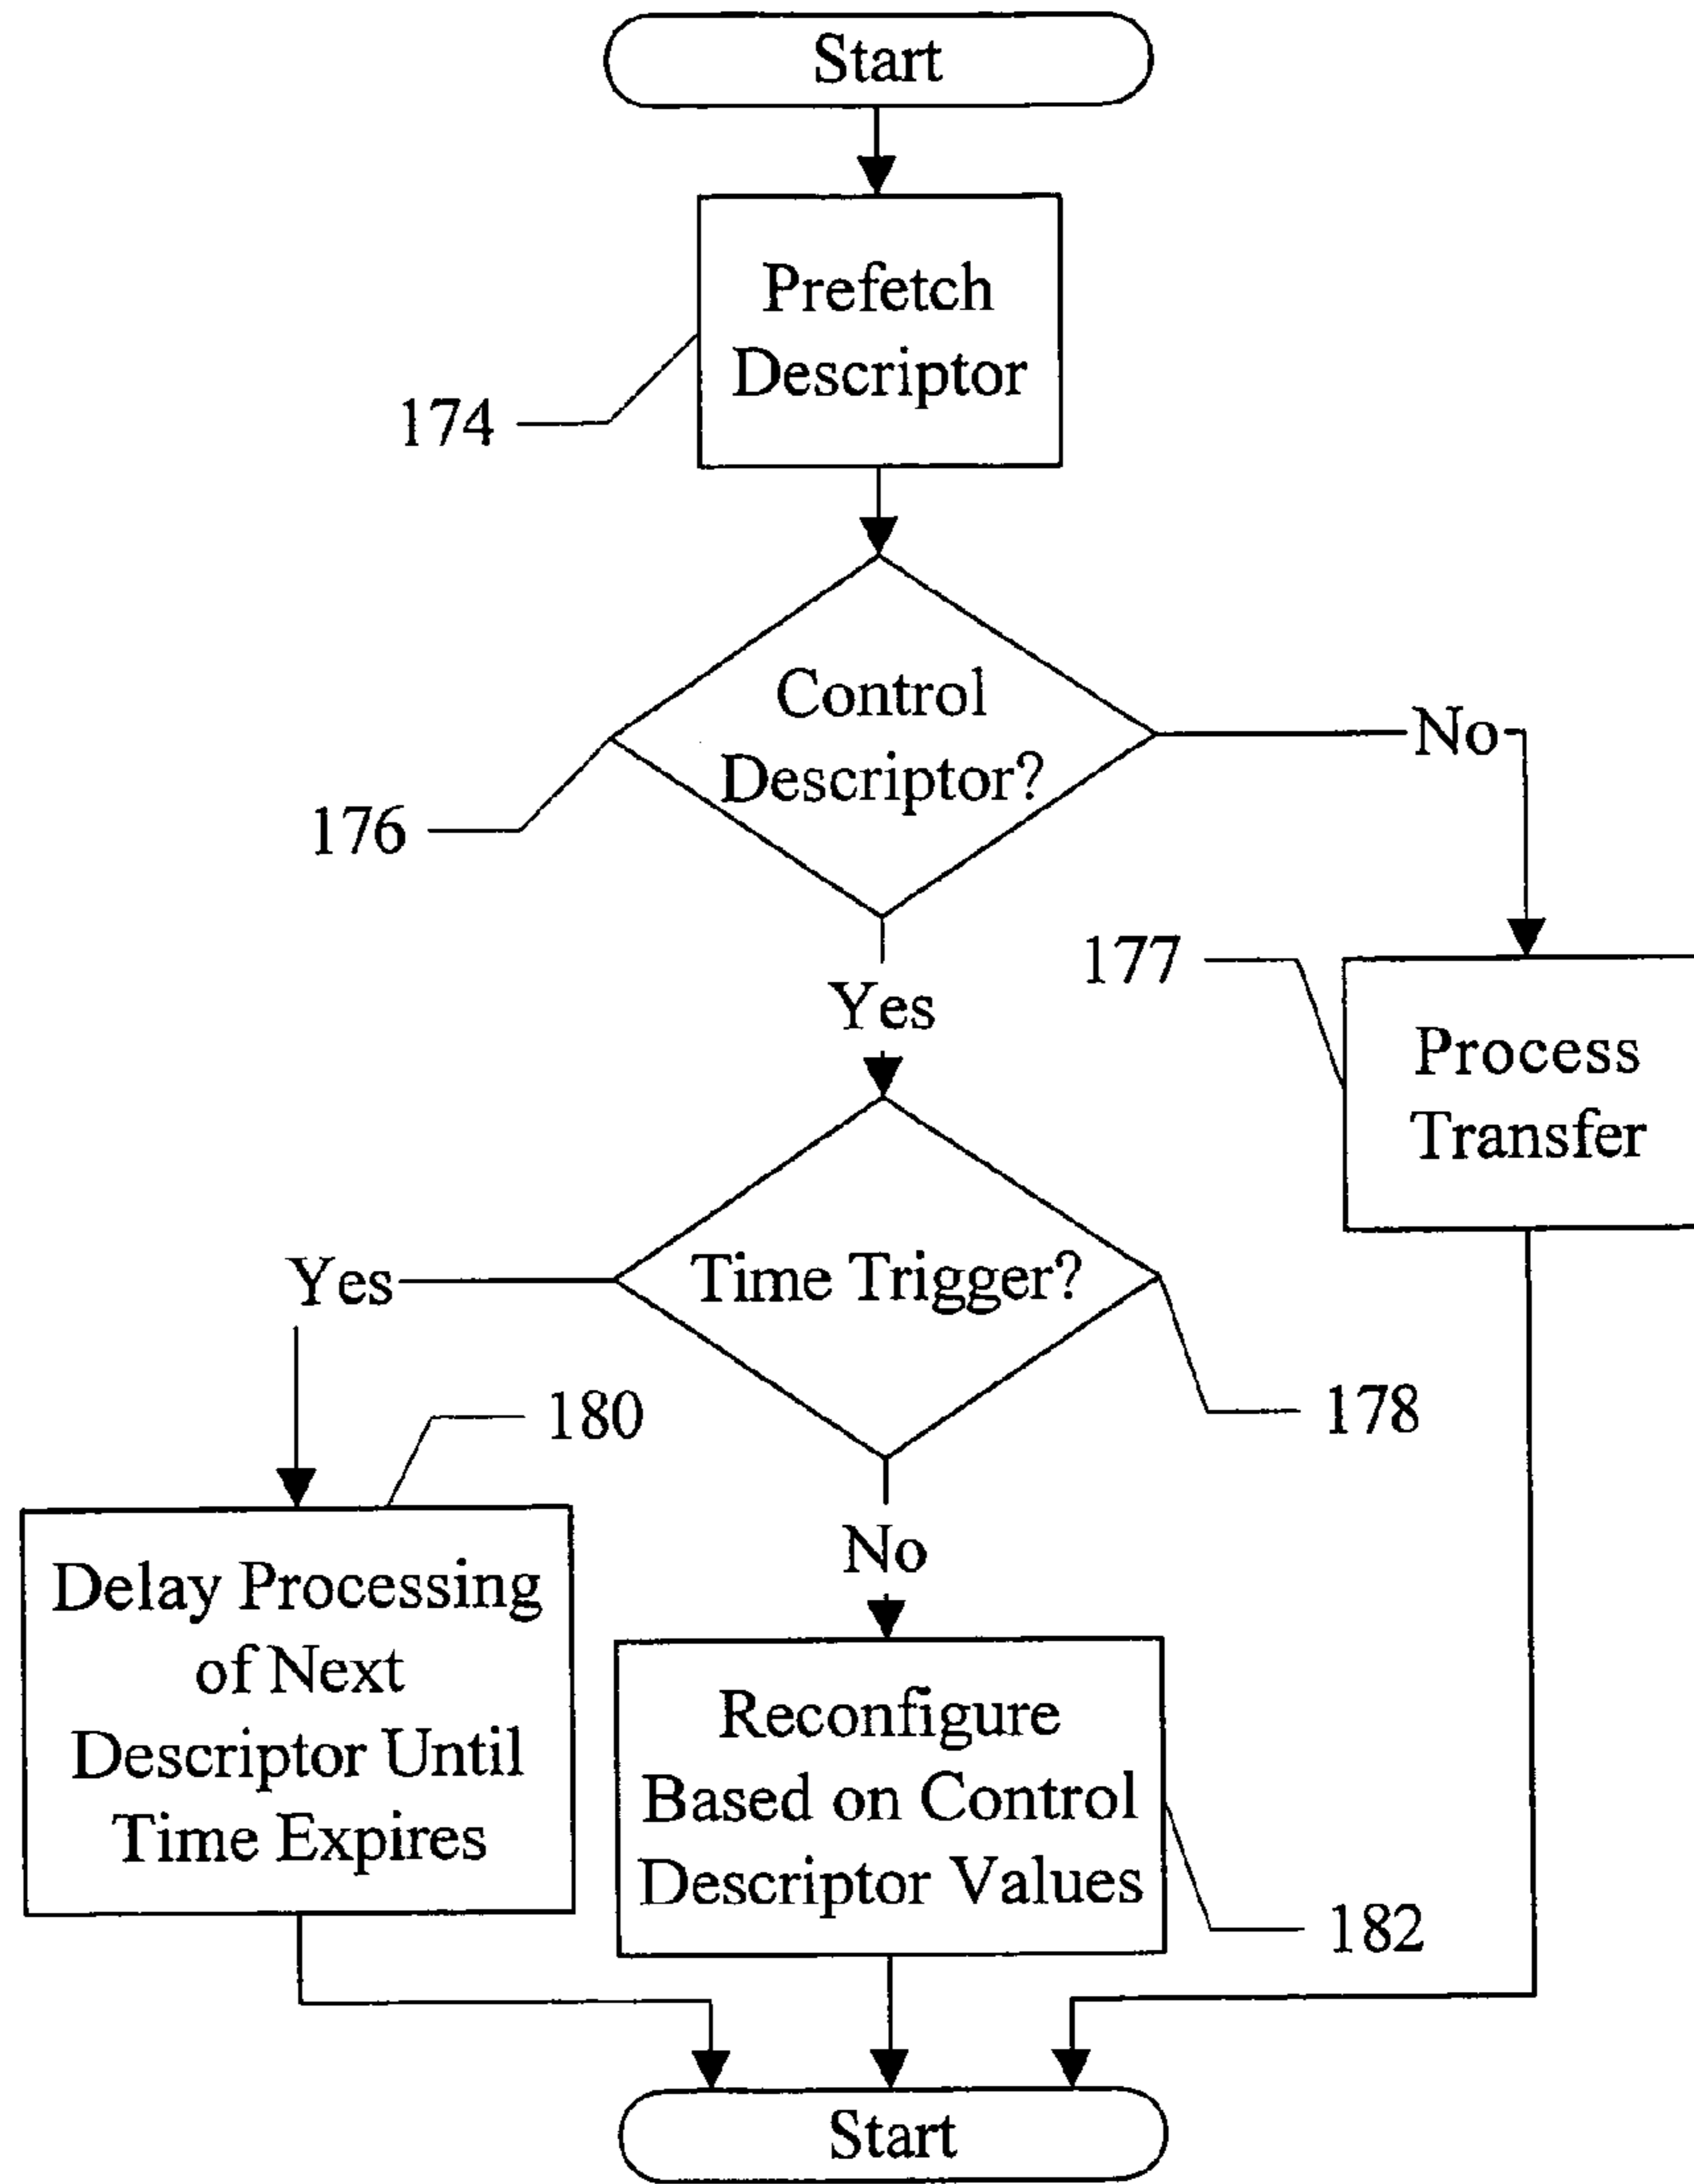 Start
Prefetch
Descriptor
174
Control
Descriptor?
No
176
177
Yes
Process
Transfer
Time Trigger?
Yes
178
180
No
Delay Processing
of Next
Descriptor Until
Time Expires
Reconfigure
Based on Control
Descriptor Values
182
Start